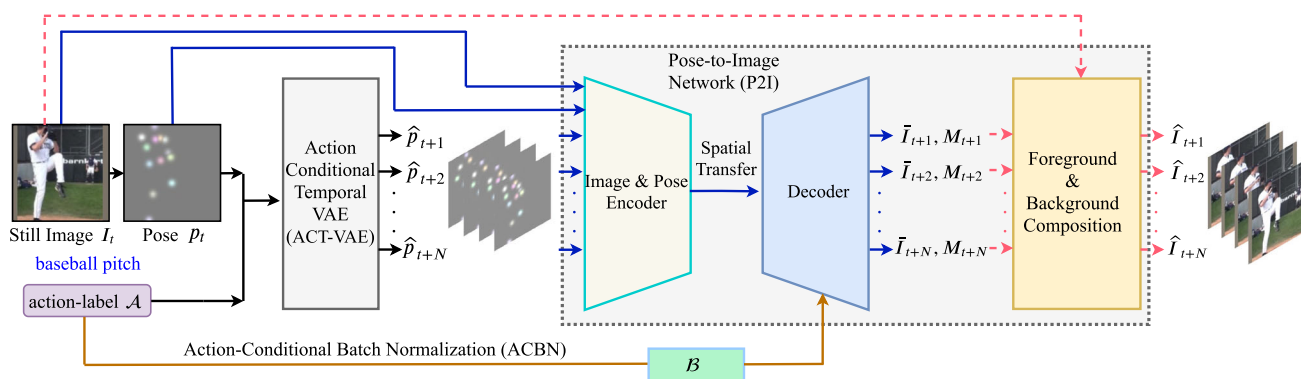 Pose-to-Image
Network (P2I)
Action
Conditional
Temporal
VAE
(ACT-VAE)
p̂ₜ₊₁
p̂ₜ₊₂
p̂ₜ₊N
Image & Pose
Encoder
Spatial
Transfer
Decoder
Īₜ₊₁, Mₜ₊₁
Īₜ₊₂, Mₜ₊₂
Īₜ₊N, Mₜ₊N
Foreground
&
Background
Composition
Îₜ₊₁
Îₜ₊₂
Îₜ₊N
Still Image Iₜ
Pose pₜ
baseball pitch
action-label 𝒜
Action-Conditional Batch Normalization (ACBN)
ℬ